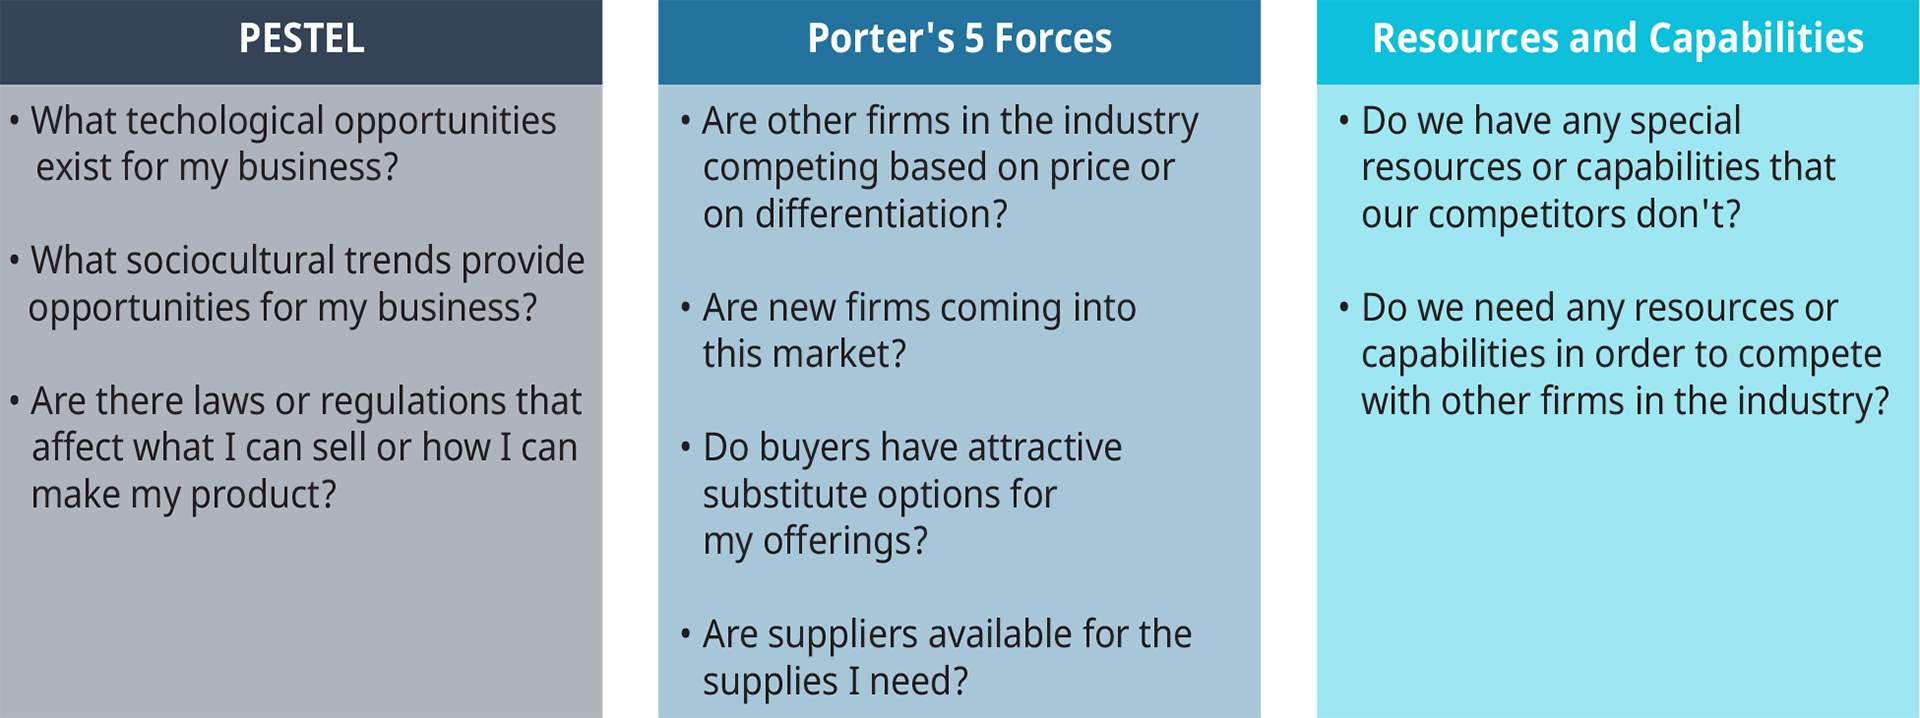 PESTEL
• What techological opportunities
exist for my business?
• What sociocultural trends provide
opportunities for my business?
• Are there laws or regulations that
affect what I can sell or how I can
make my product?
Porter's 5 Forces
• Are other firms in the industry
competing based on price or
on differentiation?
• Are new firms coming into
this market?
• Do buyers have attractive
substitute options for
my offerings?
• Are suppliers available for the
supplies I need?
Resources and Capabilities
• Do we have any special
resources or capabilities that
our competitors don't?
• Do we need any resources or
capabilities in order to compete
with other firms in the industry?